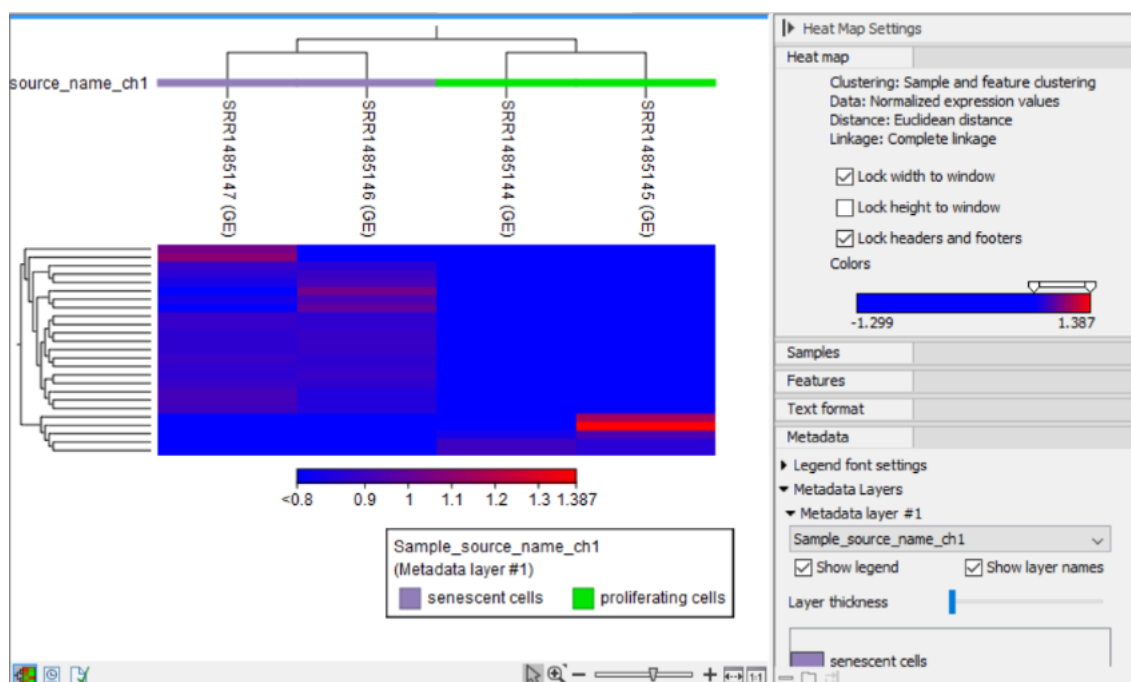 source_name_ch1
SRR1485147 (GE)
SRR1485146 (GE)
SRR1485144 (GE)
SRR1485145 (GE)
<0.8 0.9 1 1.1 1.2 1.3 1.387
Sample_source_name_ch1
(Metadata layer #1)
senescent cells proliferating cells
1:1
Heat Map Settings
Heat map
Clustering: Sample and feature clustering
Data: Normalized expression values
Distance: Euclidean distance
Linkage: Complete linkage
Lock width to window
Lock height to window
Lock headers and footers
Colors
-1.299 1.387
Samples
Features
Text format
Metadata
Legend font settings
Metadata Layers
Metadata layer #1
Sample_source_name_ch1
Show legend Show layer names
Layer thickness
senescent cells